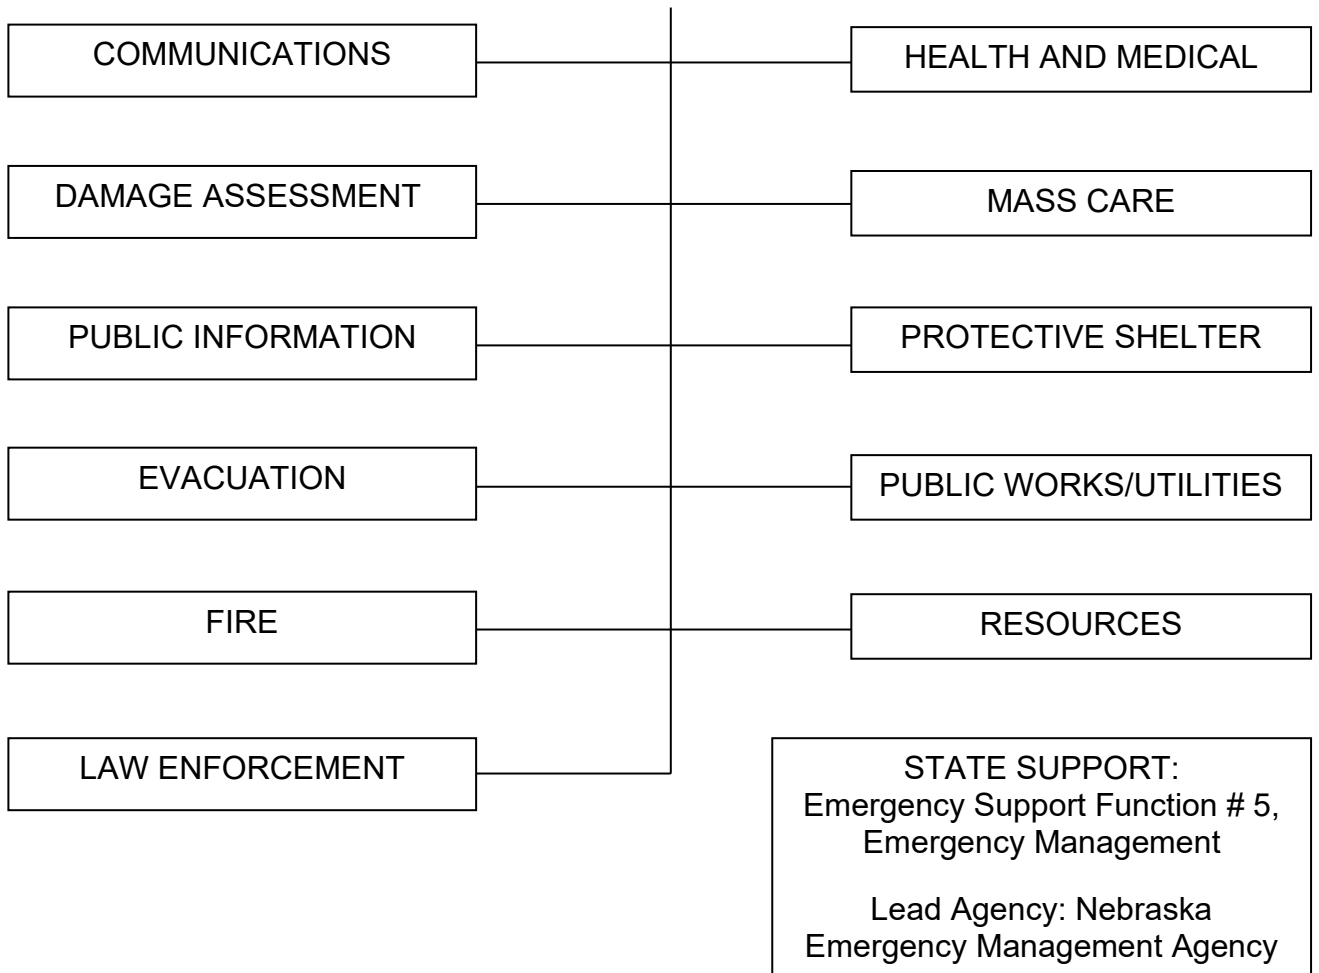 COMMUNICATIONS
HEALTH AND MEDICAL
DAMAGE ASSESSMENT
MASS CARE
PUBLIC INFORMATION
PROTECTIVE SHELTER
EVACUATION
PUBLIC WORKS/UTILITIES
FIRE
RESOURCES
LAW ENFORCEMENT
STATE SUPPORT:
Emergency Support Function # 5,
Emergency Management
Lead Agency: Nebraska
Emergency Management Agency